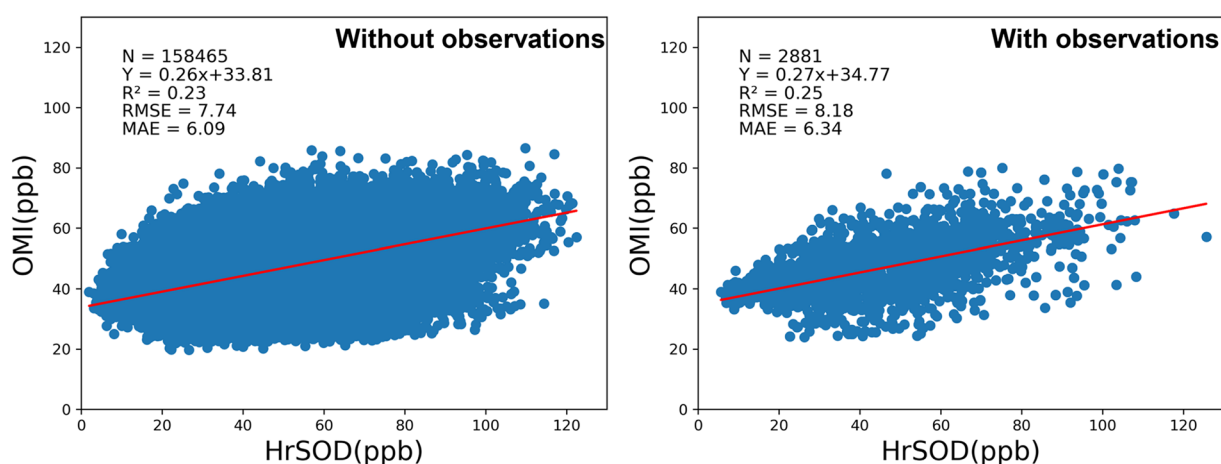 Without observations
N = 158465
Y = 0.26x+33.81
R² = 0.23
RMSE = 7.74
MAE = 6.09
120
100
80
60
40
20
0
OMI(ppb)
0 20 40 60 80 100 120
HrSOD(ppb)
With observations
N = 2881
Y = 0.27x+34.77
R² = 0.25
RMSE = 8.18
MAE = 6.34
120
100
80
60
40
20
0
OMI(ppb)
0 20 40 60 80 100 120
HrSOD(ppb)